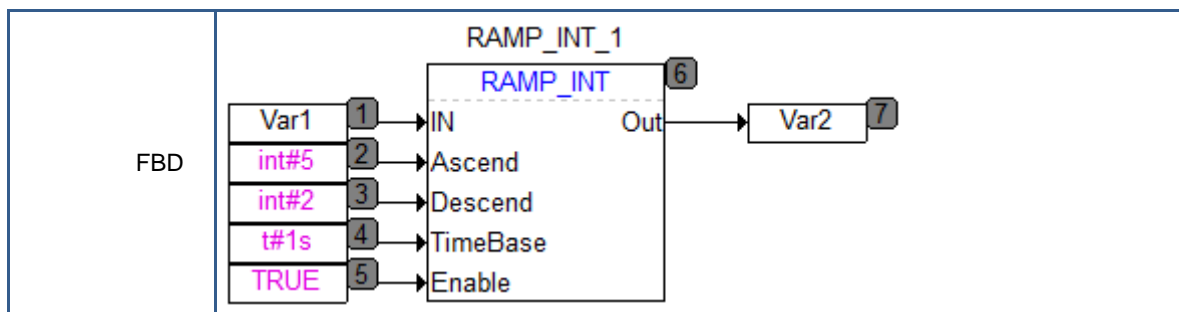 RAMP_INT_1
RAMP_INT 6
Var1 1 IN Out Var2 7
FBD int#5 2 Ascend
int#2 3 Descend
t#1s 4 TimeBase
TRUE 5 Enable